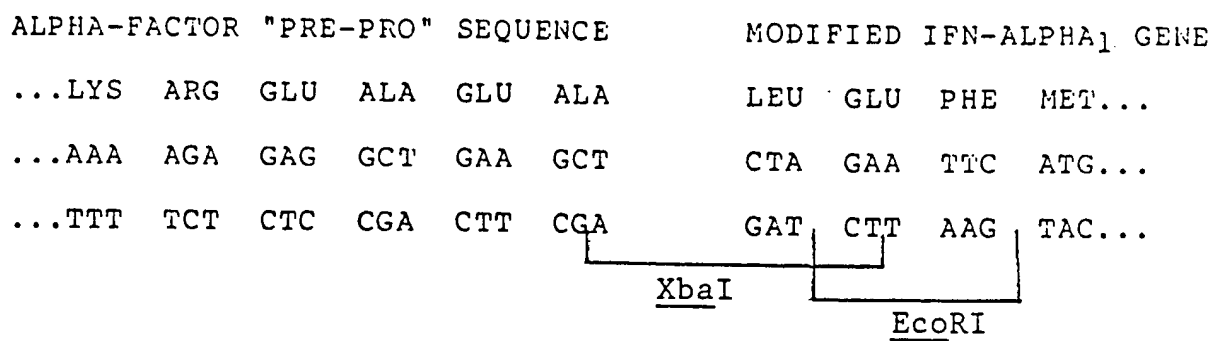 ALPHA-FACTOR "PRE-PRO" SEQUENCE MODIFIED IFN-ALPHA1 GENE
...LYS ARG GLU ALA GLU ALA LEU GLU PHE MET...
...AAA AGA GAG GCT GAA GCT CTA GAA TTC ATG...
...TTT TCT CTC CGA CTT CGA GAT CTT AAG TAC...
XbaI
EcoRI